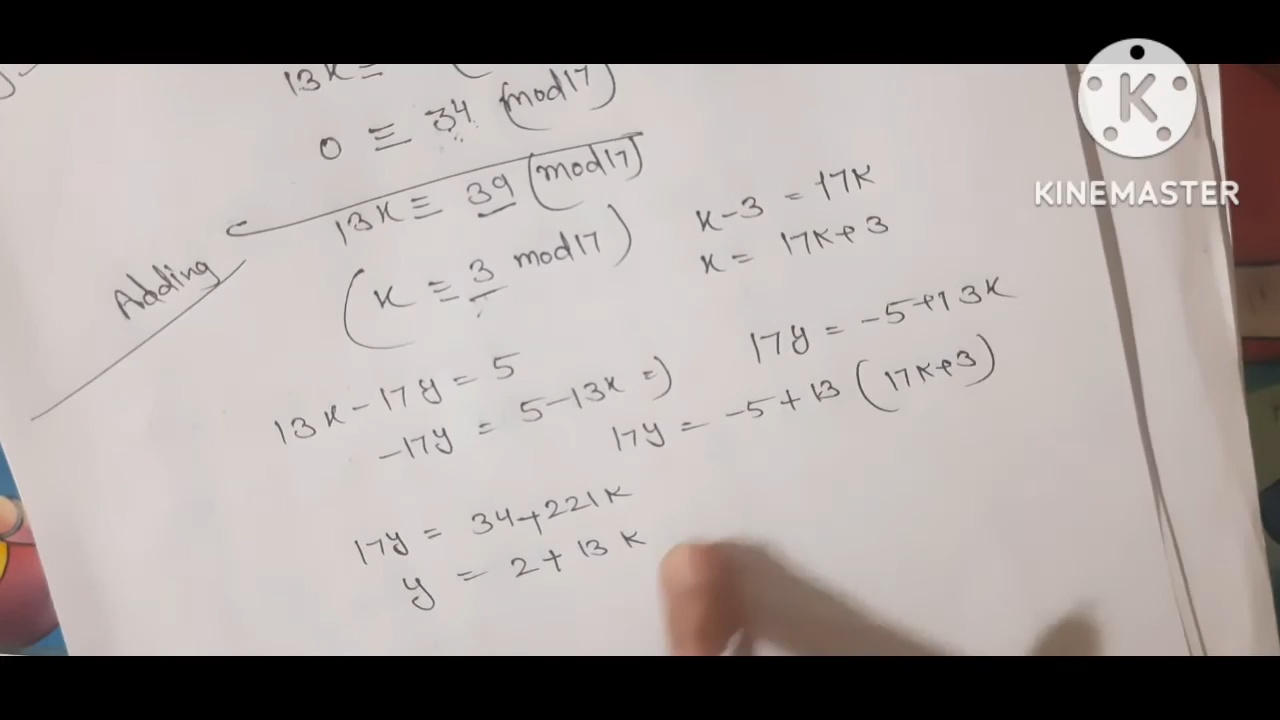 13x ≡
0 ≡ 34 (mod17)
13x ≡ 39 (mod17)
Adding
(x ≡ 3 mod17)
x-3 = 17K
x = 17K+3
13x-17y = 5
-17y = 5-13x ⇒
17y = -5+13x
17y = -5+13(17K+3)
17y = 34+221K
y = 2+13K
K
KINEMASTER